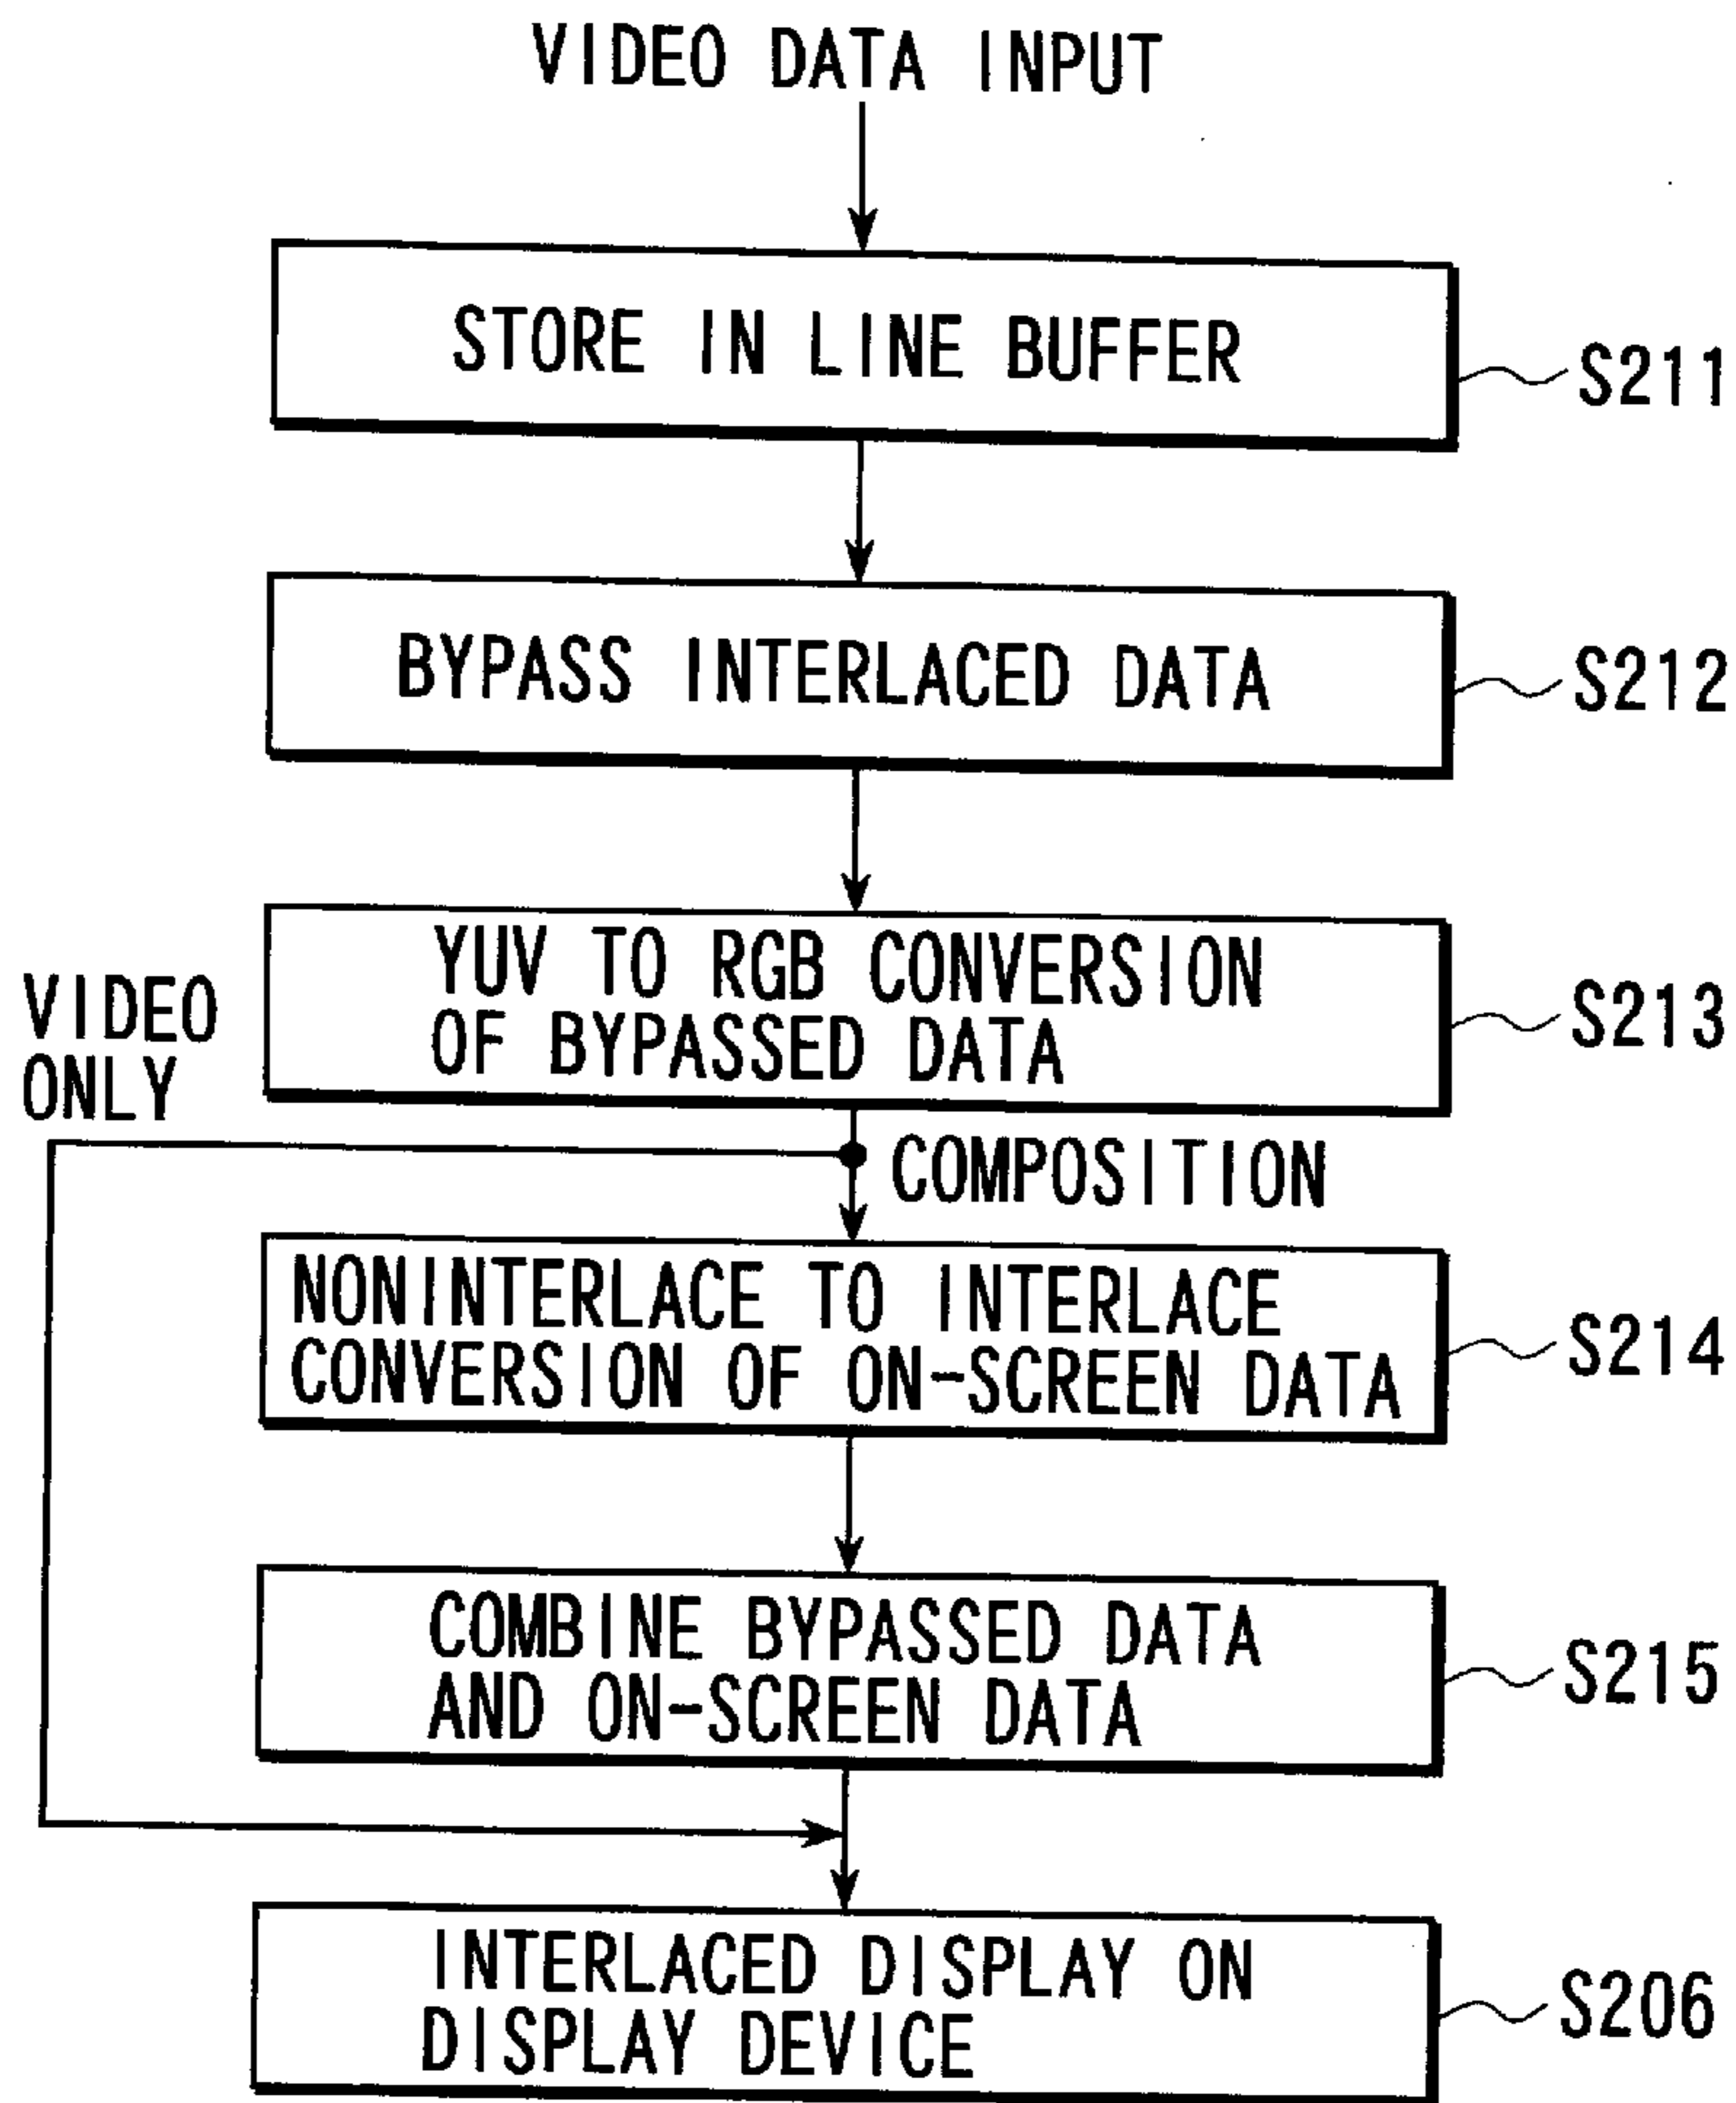 VIDEO DATA INPUT
STORE IN LINE BUFFER
S211
BYPASS INTERLACED DATA
S212
YUV TO RGB CONVERSION
OF BYPASSED DATA
S213
VIDEO
ONLY
COMPOSITION
NONINTERLACE TO INTERLACE
CONVERSION OF ON-SCREEN DATA
S214
COMBINE BYPASSED DATA
AND ON-SCREEN DATA
S215
INTERLACED DISPLAY ON
DISPLAY DEVICE
S206